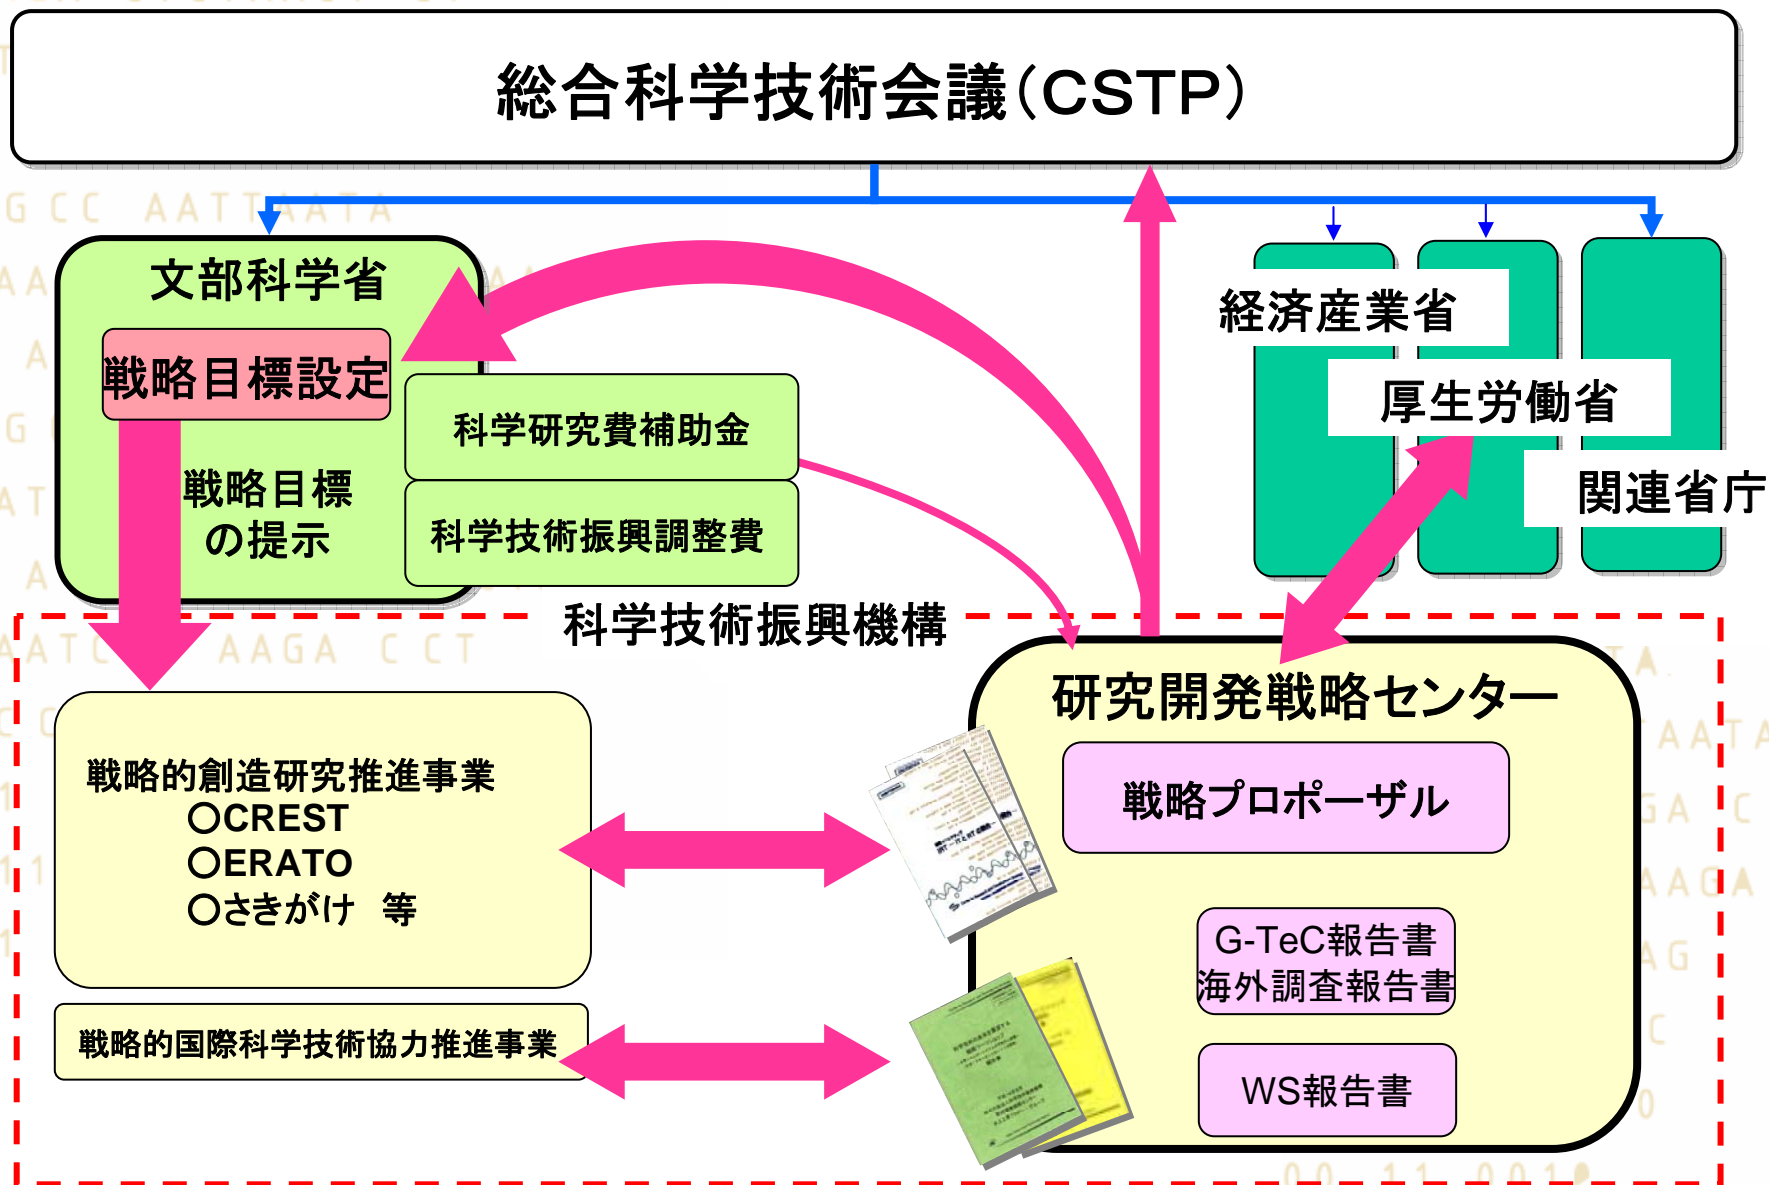 総合科学技術会議(CSTP)
文部科学省
戦略目標設定
戦略目標
の提示
科学研究費補助金
科学技術振興調整費
経済産業省
厚生労働省
関連省庁
科学技術振興機構
戦略的創造研究推進事業
○CREST
○ERATO
○さきがけ 等
戦略的国際科学技術協力推進事業
研究開発戦略センター
戦略プロポーザル
G-TeC報告書
海外調査報告書
WS報告書